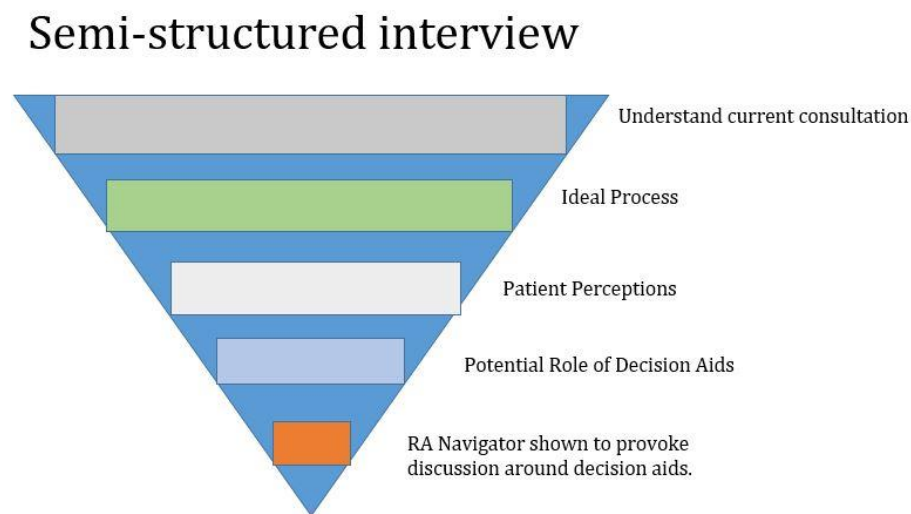 Semi-structured interview
Understand current consultation
Ideal Process
Patient Perceptions
Potential Role of Decision Aids
RA Navigator shown to provoke
discussion around decision aids.